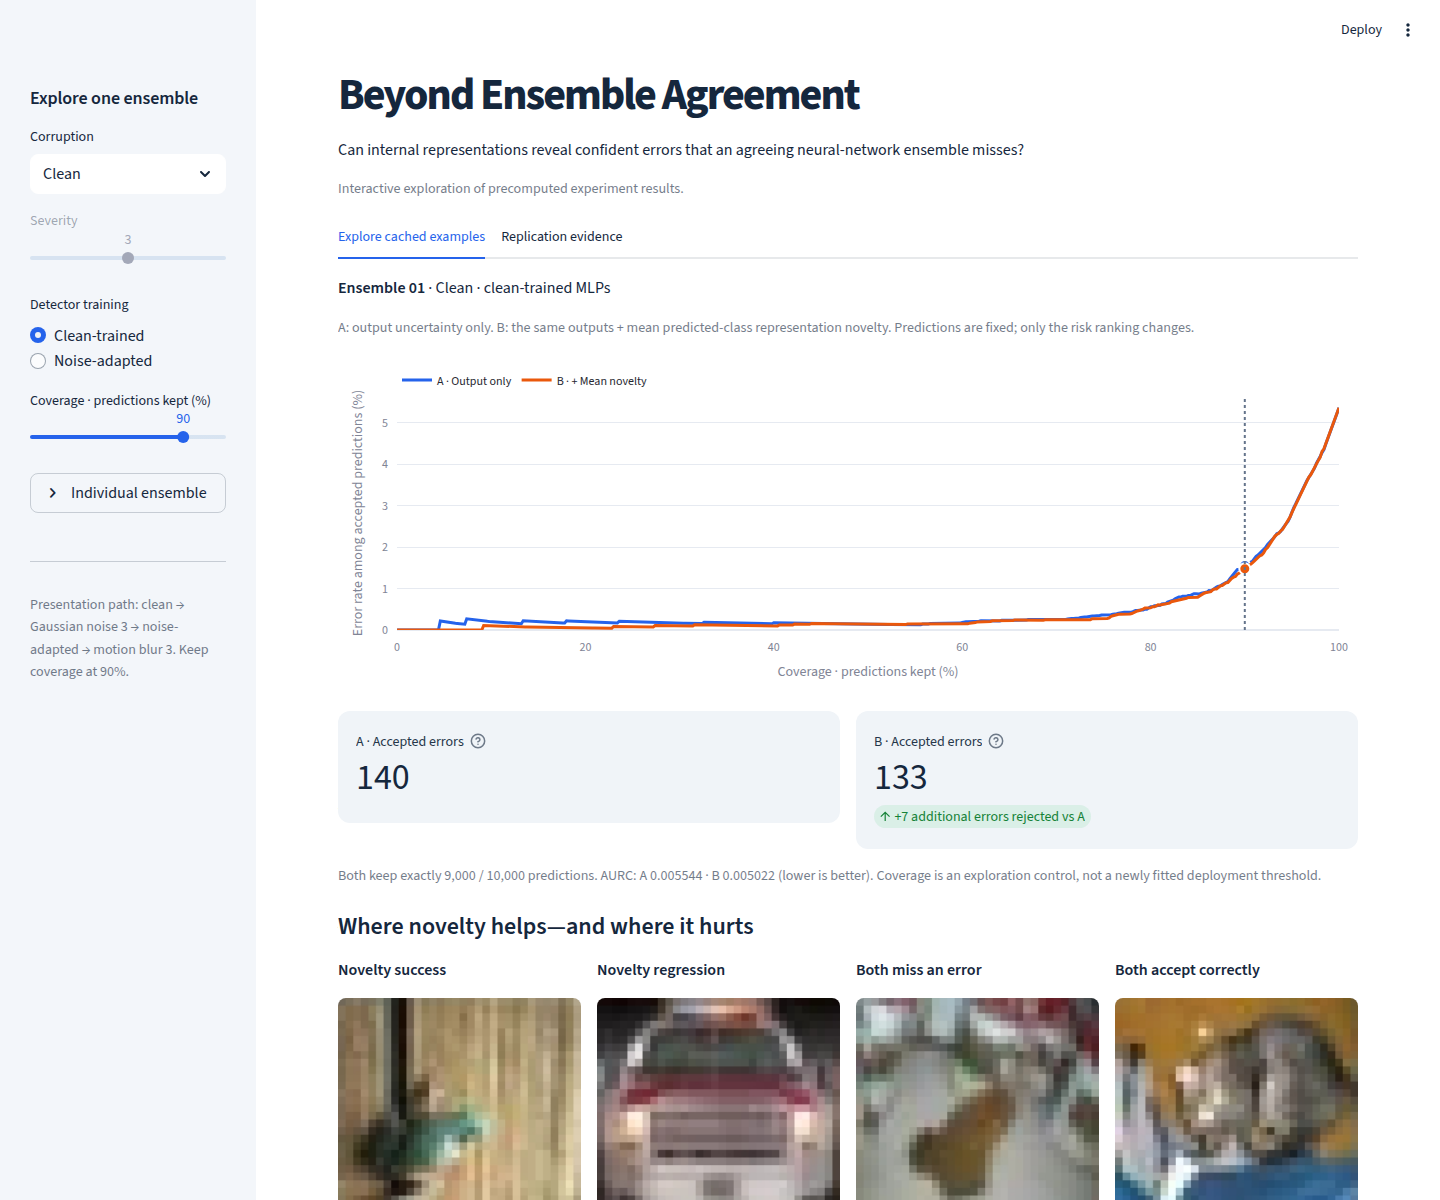 Deploy
Explore one ensemble
Corruption
Clean
Severity
3
Detector training
Clean-trained
Noise-adapted
Coverage · predictions kept (%)
90
Individual ensemble
Presentation path: clean →
Gaussian noise 3 → noise-
adapted → motion blur 3. Keep
coverage at 90%.
Beyond Ensemble Agreement
Can internal representations reveal confident errors that an agreeing neural-network ensemble misses?
Interactive exploration of precomputed experiment results.
Explore cached examples
Replication evidence
Ensemble 01 · Clean · clean-trained MLPs
A: output uncertainty only. B: the same outputs + mean predicted-class representation novelty. Predictions are fixed; only the risk ranking changes.
A · Output only
B · + Mean novelty
Error rate among accepted predictions (%)
5
4
3
2
1
0
0
20
40
60
80
100
Coverage · predictions kept (%)
A · Accepted errors
140
B · Accepted errors
133
↑ +7 additional errors rejected vs A
Both keep exactly 9,000 / 10,000 predictions. AURC: A 0.005544 · B 0.005022 (lower is better). Coverage is an exploration control, not a newly fitted deployment threshold.
Where novelty helps—and where it hurts
Novelty success
Novelty regression
Both miss an error
Both accept correctly